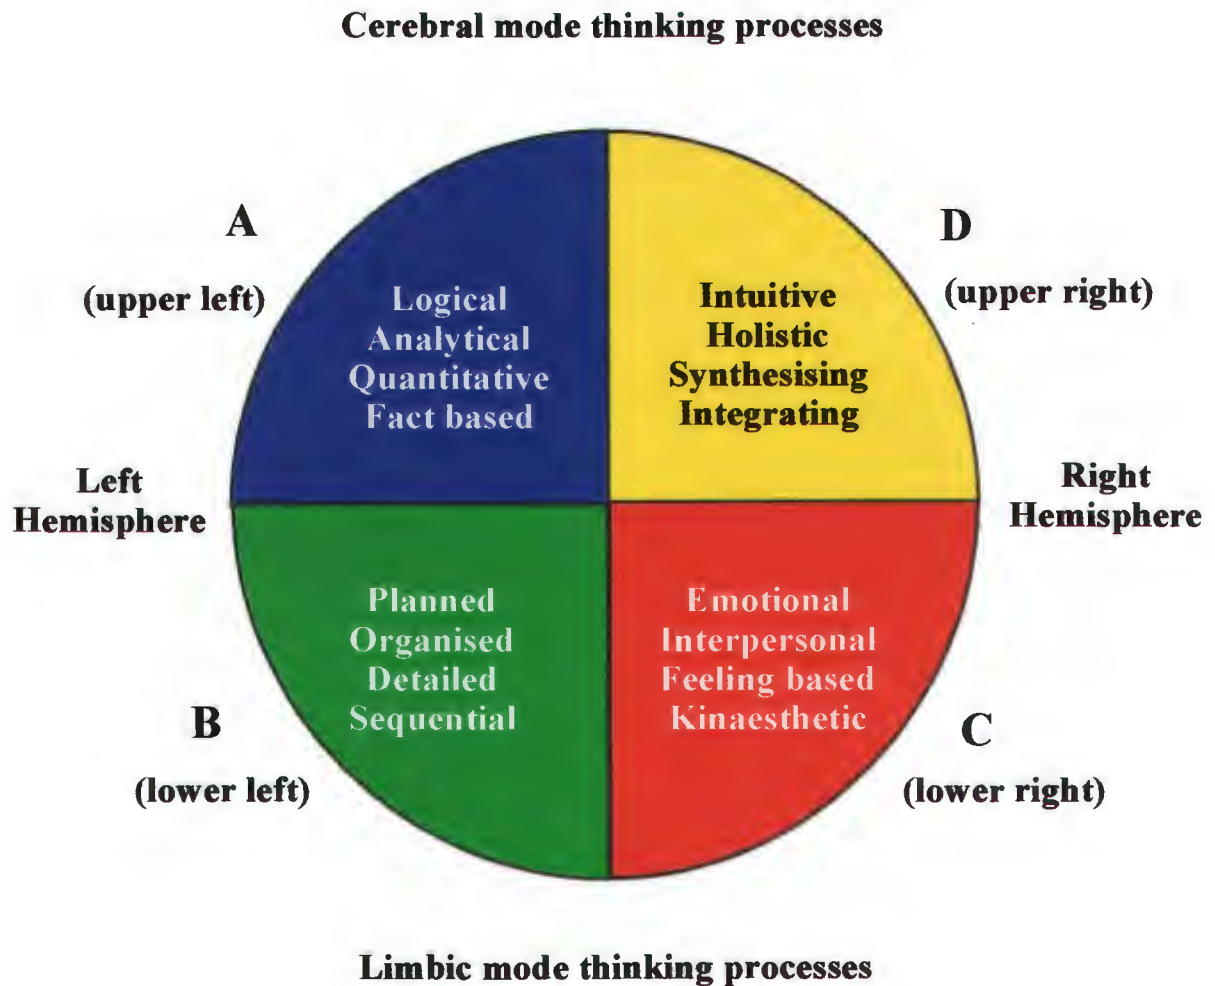 Cerebral mode thinking processes
A
(upper left)
D
(upper right)
Logical
Analytical
Quantitative
Fact based
Intuitive
Holistic
Synthesising
Integrating
Left
Hemisphere
Right
Hemisphere
Planned
Organised
Detailed
Sequential
Emotional
Interpersonal
Feeling based
Kinaesthetic
B
(lower left)
C
(lower right)
Limbic mode thinking processes